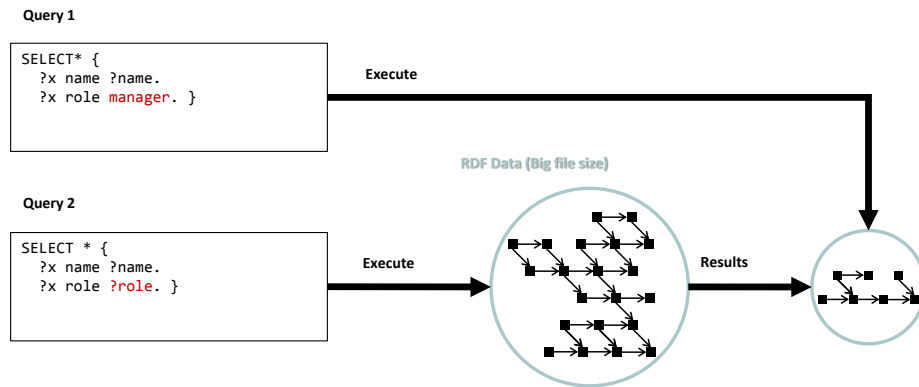 Query 1
SELECT* {
?x name ?name.
?x role manager. }
Execute
RDF Data (Big file size)
Query 2
SELECT * {
?x name ?name.
?x role ?role. }
Execute
Results